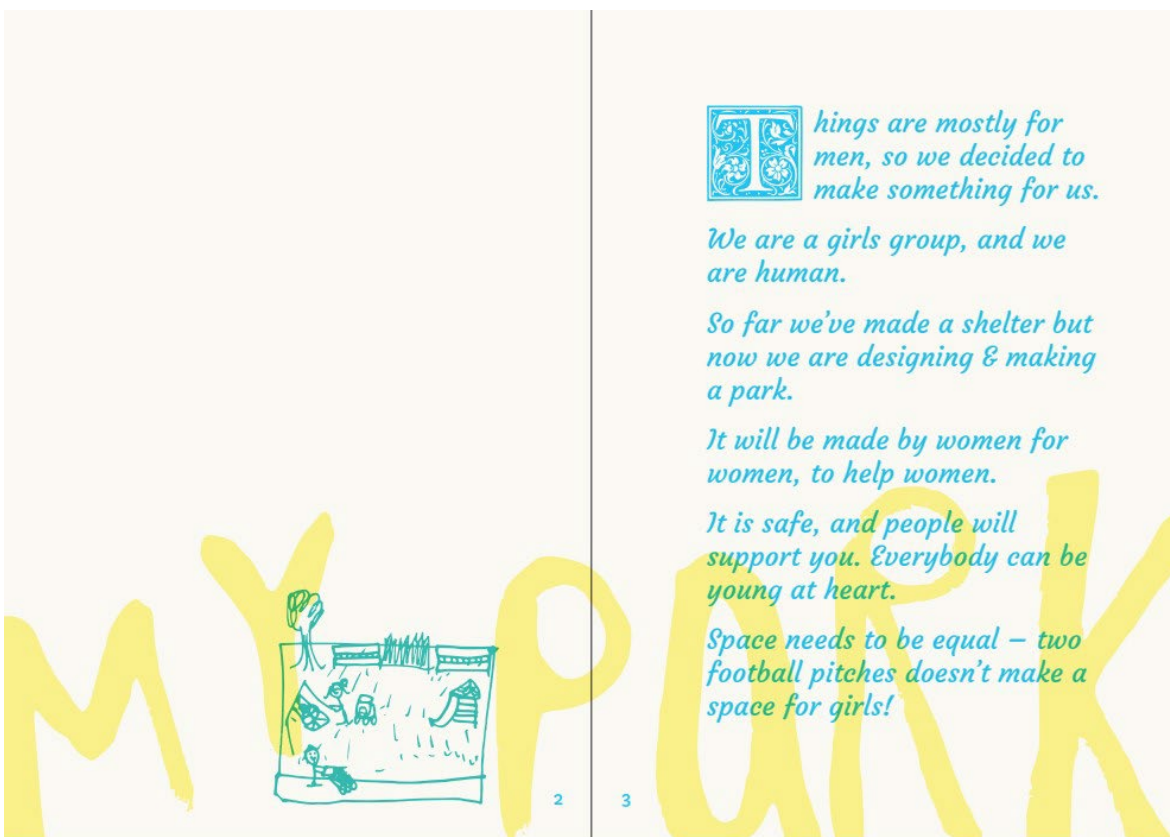 Things are mostly for
men, so we decided to
make something for us.
We are a girls group, and we
are human.
So far we've made a shelter but
now we are designing & making
a park.
It will be made by women for
women, to help women.
It is safe, and people will
support you. Everybody can be
young at heart.
Space needs to be equal – two
football pitches doesn't make a
space for girls!
MY PARK
2
3